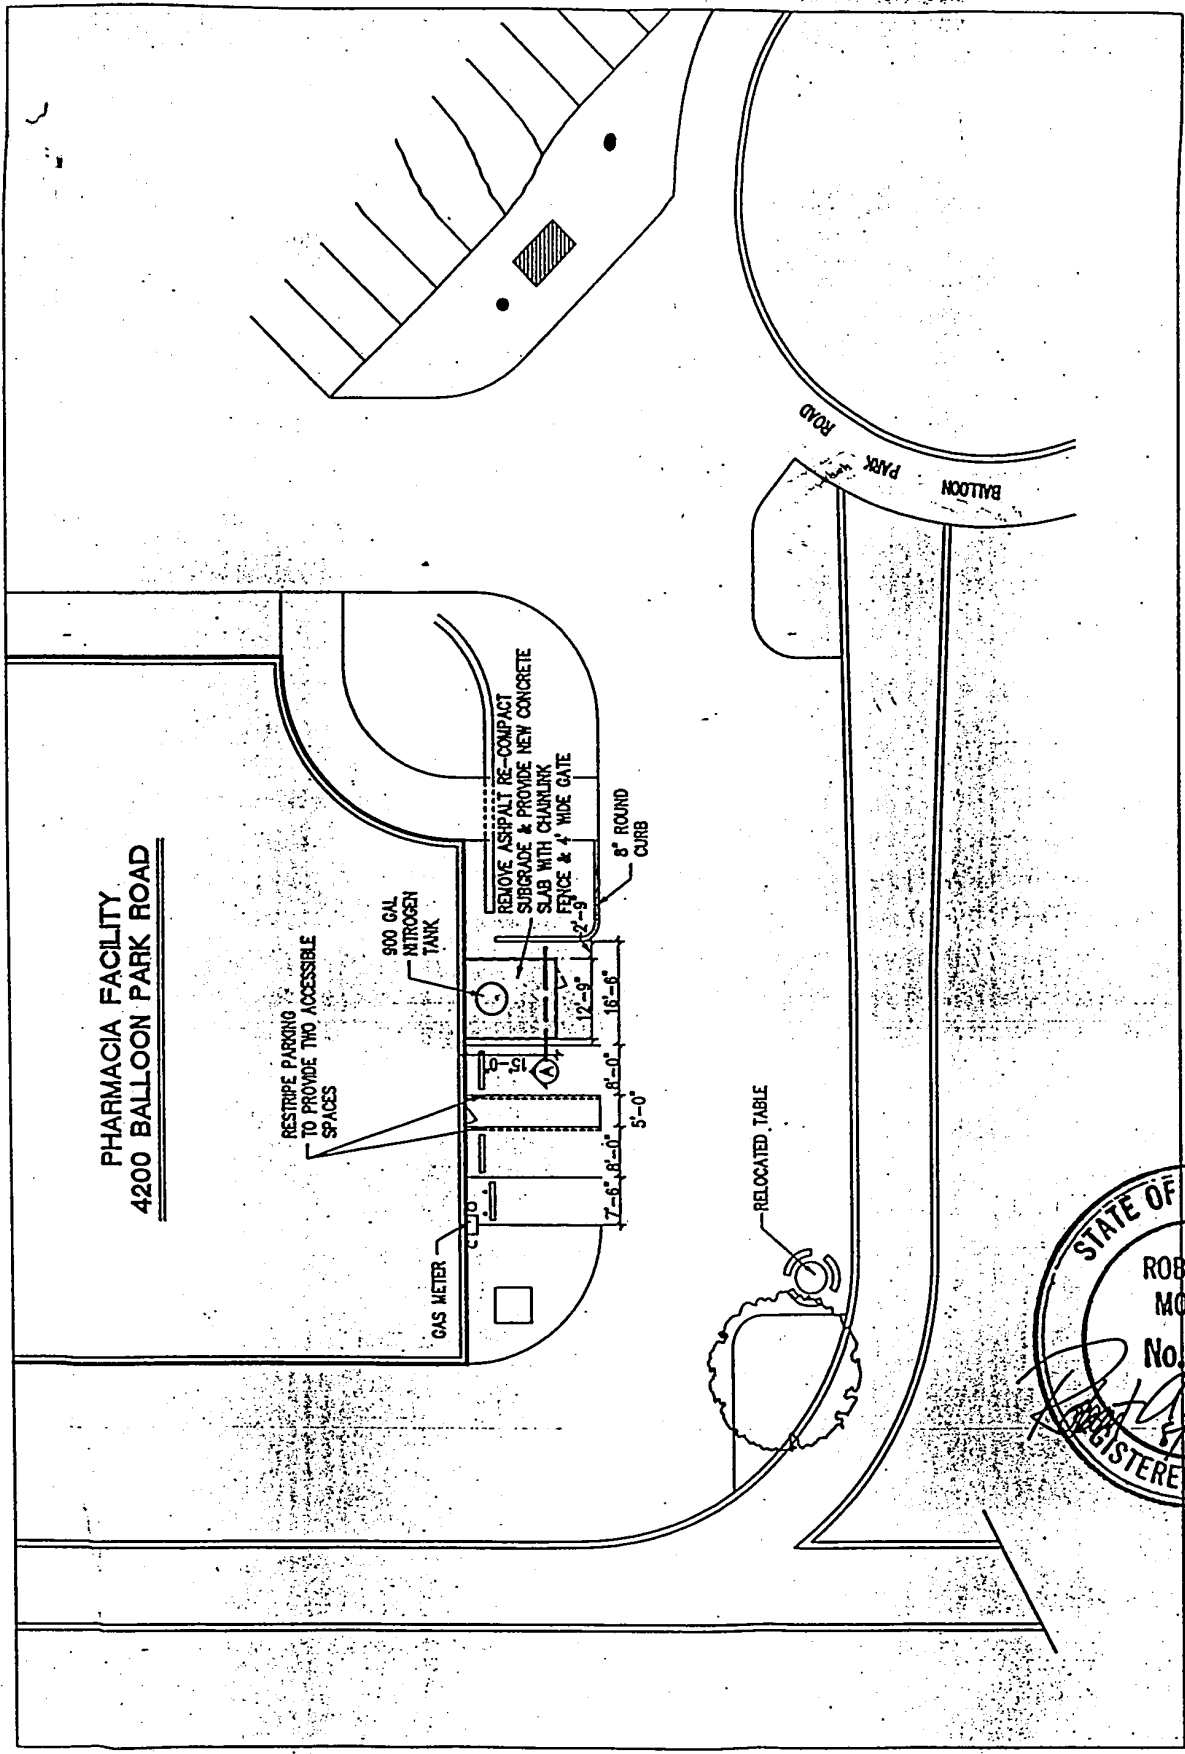 PHARMACIA FACILITY
4200 BALLOON PARK ROAD
RESTRIPE PARKING
TO PROVIDE TWO ACCESSIBLE
SPACES
900 GAL
NITROGEN
TANK
GAS METER
REMOVE ASHPALT RE-COMPACT
SUBGRADE & PROVIDE NEW CONCRETE
SLAB WITH CHAINLINK
FENCE & 4' WIDE GATE
8" ROUND
CURB
15'-0"
A
7'-6"
8'-0"
5'-0"
8'-0"
12'-9"
16'-6"
2'-9"
RELOCATED TABLE
BALLOON
PARK
ROAD
STATE OF
ROB
MO
No.
REGISTERE